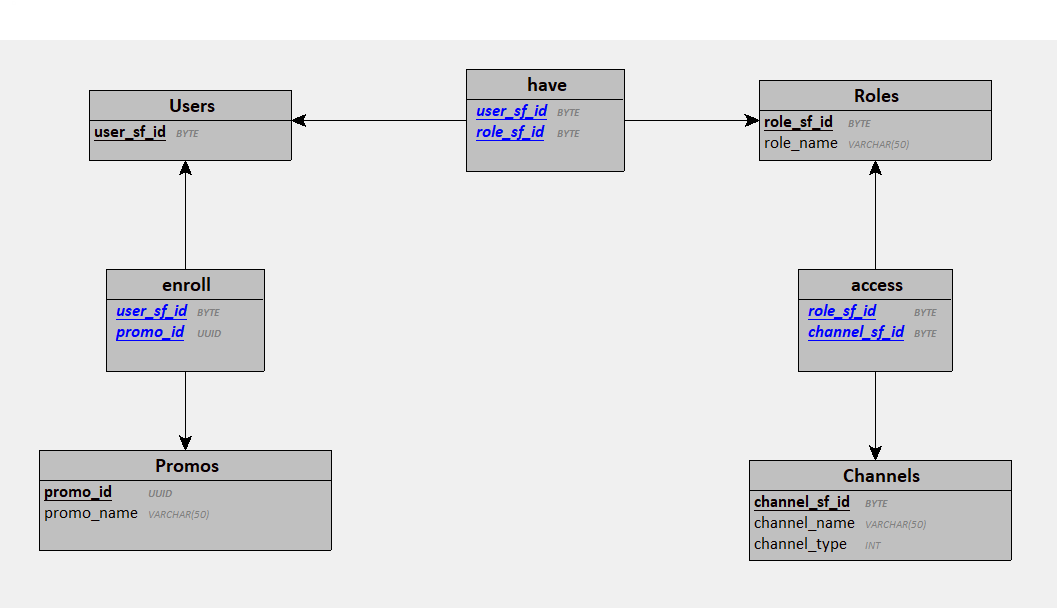 Users
user_sf_id BYTE
have
user_sf_id BYTE
role_sf_id BYTE
Roles
role_sf_id BYTE
role_name VARCHAR(50)
enroll
user_sf_id BYTE
promo_id UUID
access
role_sf_id BYTE
channel_sf_id BYTE
Promos
promo_id UUID
promo_name VARCHAR(50)
Channels
channel_sf_id BYTE
channel_name VARCHAR(50)
channel_type INT